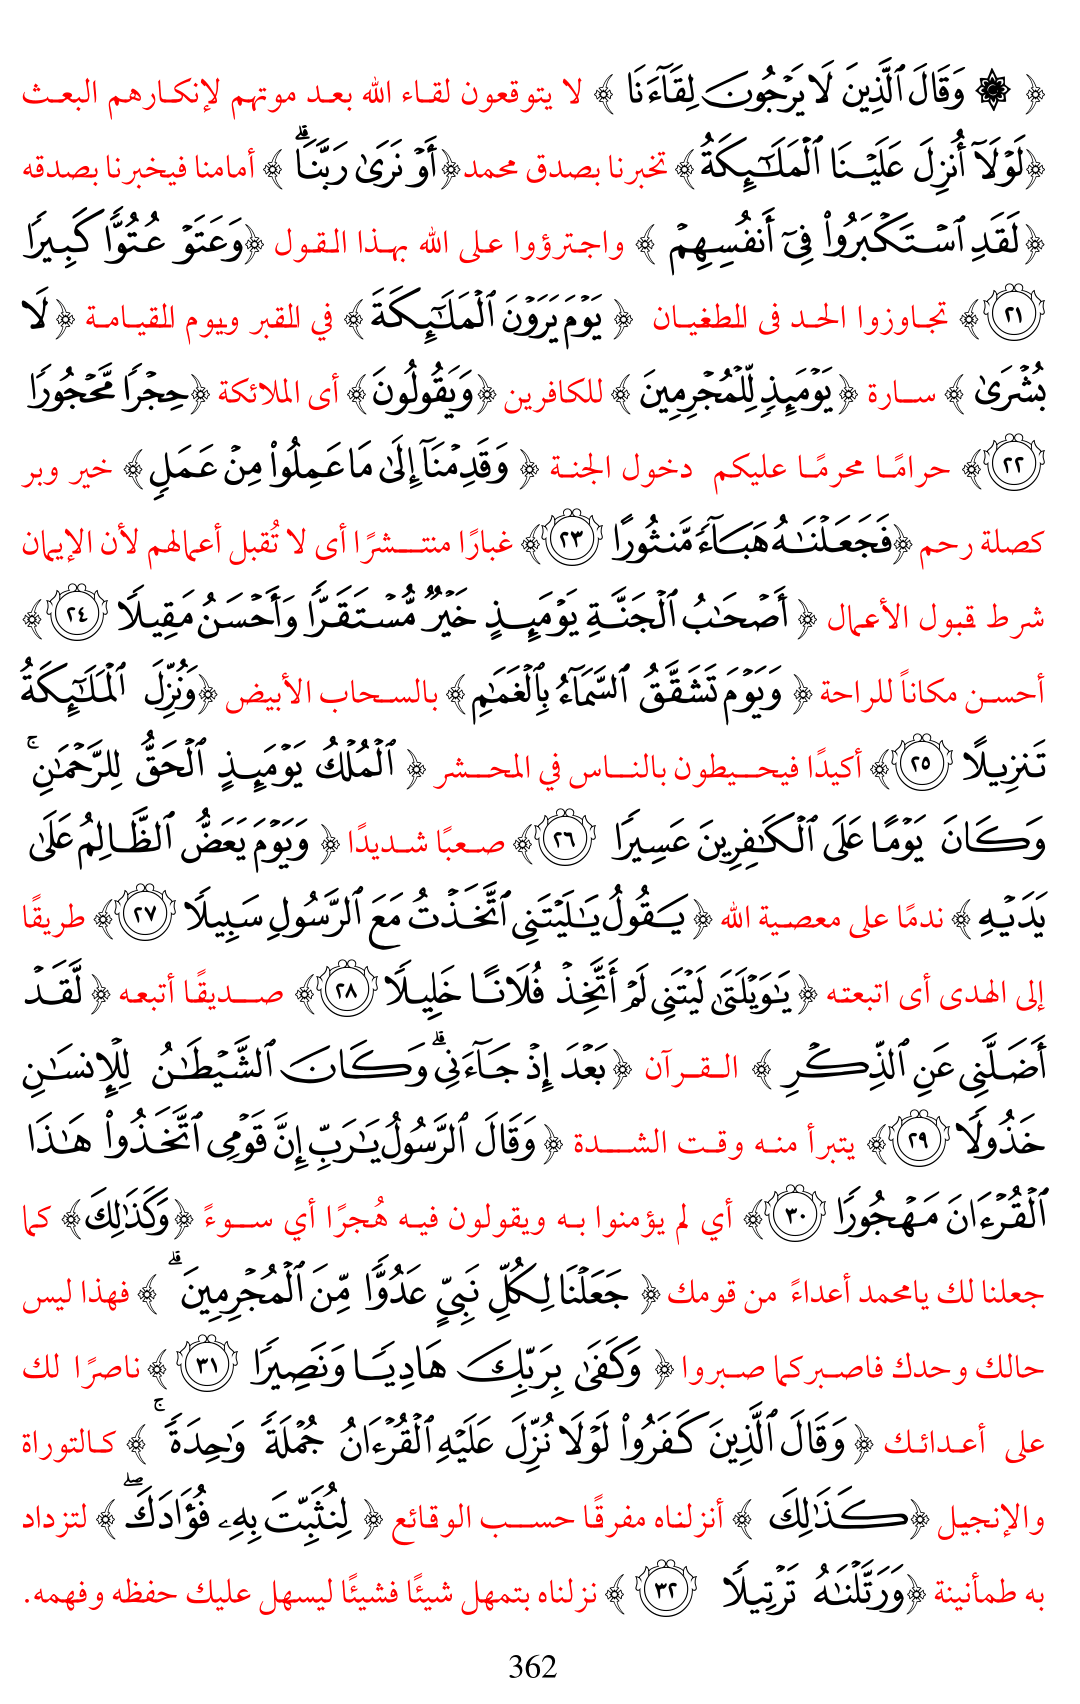 ﴿ ۞ وَقَالَ ٱلَّذِينَ لَا يَرۡجُونَ لِقَآءَنَا ﴾ لا يتوقعون لقاء الله بعد موتهم لإنكارهم البعث
﴿لَوۡلَآ أُنزِلَ عَلَيۡنَا ٱلۡمَلَـٰٓئِكَةُ﴾ تخبرنا بصدق محمد ﴿أَوۡ نَرَىٰ رَبَّنَاۗ ﴾ أمامنا فيخبرنا بصدقه
﴿لَقَدِ ٱسۡتَكۡبَرُواْ فِيٓ أَنفُسِهِمۡ ﴾ واجترؤوا على الله بهذا القول ﴿وَعَتَوۡ عُتُوّٗا كَبِيرٗا
٢١﴾ تجاوزوا الحد فى الطغيان ﴿ يَوۡمَ يَرَوۡنَ ٱلۡمَلَـٰٓئِكَةَ﴾ في القبر ويوم القيامة ﴿لَا
بُشۡرَىٰ ﴾ سارة ﴿يَوۡمَئِذٖ لِّلۡمُجۡرِمِينَ ﴾ للكافرين ﴿وَيَقُولُونَ﴾ أى الملائكة ﴿حِجۡرٗا مَّحۡجُورٗا
٢٢﴾ حرامًا محرمًا عليكم دخول الجنة ﴿ وَقَدِمۡنَآ إِلَىٰ مَا عَمِلُواْ مِنۡ عَمَلٖ﴾ خير وبر
كصلة رحم ﴿فَجَعَلۡنَـٰهُ هَبَآءٗ مَّنثُورًا ٢٣﴾ غبارًا منتشرًا أى لا تُقبل أعمالهم لأن الإيمان
شرط قبول الأعمال ﴿ أَصۡحَـٰبُ ٱلۡجَنَّةِ يَوۡمَئِذٍ خَيۡرٞ مُّسۡتَقَرّٗا وَأَحۡسَنُ مَقِيلٗا ٢٤﴾
أحسن مكاناً للراحة ﴿ وَيَوۡمَ تَشَقَّقُ ٱلسَّمَآءُ بِٱلۡغَمَـٰمِ﴾ بالسحاب الأبيض ﴿وَنُزِّلَ ٱلۡمَلَـٰٓئِكَةُ
تَنزِيلًا ٢٥﴾ أكيدًا فيحيطون بالناس في المحشر ﴿ ٱلۡمُلۡكُ يَوۡمَئِذٍ ٱلۡحَقُّ لِلرَّحۡمَـٰنِۚ
وَكَانَ يَوۡمًا عَلَى ٱلۡكَـٰفِرِينَ عَسِيرٗا ٢٦﴾ صعبًا شديدًا ﴿ وَيَوۡمَ يَعَضُّ ٱلظَّالِمُ عَلَىٰ
يَدَيۡهِ ﴾ ندمًا على معصية الله ﴿ يَقُولُ يَـٰلَيۡتَنِي ٱتَّخَذۡتُ مَعَ ٱلرَّسُولِ سَبِيلٗا ٢٧﴾ طريقًا
إلى الهدى أى اتبعته ﴿ يَـٰوَيۡلَتَىٰ لَيۡتَنِي لَمۡ أَتَّخِذۡ فُلَانًا خَلِيلٗا ٢٨﴾ صديقًا أتبعه ﴿ لَّقَدۡ
أَضَلَّنِي عَنِ ٱلذِّكۡرِ ﴾ القرآن ﴿بَعۡدَ إِذۡ جَآءَنِيۗ وَكَانَ ٱلشَّيۡطَـٰنُ لِلۡإِنسَـٰنِ
خَذُولٗا ٢٩﴾ يتبرأ منه وقت الشدة ﴿ وَقَالَ ٱلرَّسُولُ يَـٰرَبِّ إِنَّ قَوۡمِي ٱتَّخَذُواْ هَـٰذَا
ٱلۡقُرۡءَانَ مَهۡجُورٗا ٣٠﴾ أي لم يؤمنوا به ويقولون فيه هُجرًا أي سوءً ﴿وَكَذَٰلِكَ﴾ كما
جعلنا لك يامحمد أعداءً من قومك ﴿ جَعَلۡنَا لِكُلِّ نَبِيٍّ عَدُوّٗا مِّنَ ٱلۡمُجۡرِمِينَۗ ﴾ فهذا ليس
حالك وحدك فاصبر كما صبروا ﴿ وَكَفَىٰ بِرَبِّكَ هَادِيٗا وَنَصِيرٗا ٣١﴾ ناصرًا لك
على أعدائك ﴿ وَقَالَ ٱلَّذِينَ كَفَرُواْ لَوۡلَا نُزِّلَ عَلَيۡهِ ٱلۡقُرۡءَانُ جُمۡلَةٗ وَٰحِدَةٗۚ ﴾ كالتوراة
والإنجيل ﴿كَذَٰلِكَ ﴾ أنزلناه مفرقًا حسب الوقائع ﴿ لِنُثَبِّتَ بِهِۦ فُؤَادَكَۖ ﴾ لتزداد
به طمأنينة ﴿وَرَتَّلۡنَـٰهُ تَرۡتِيلٗا ٣٢ ﴾ نزلناه بتمهل شيئًا فشيئًا ليسهل عليك حفظه وفهمه.
362